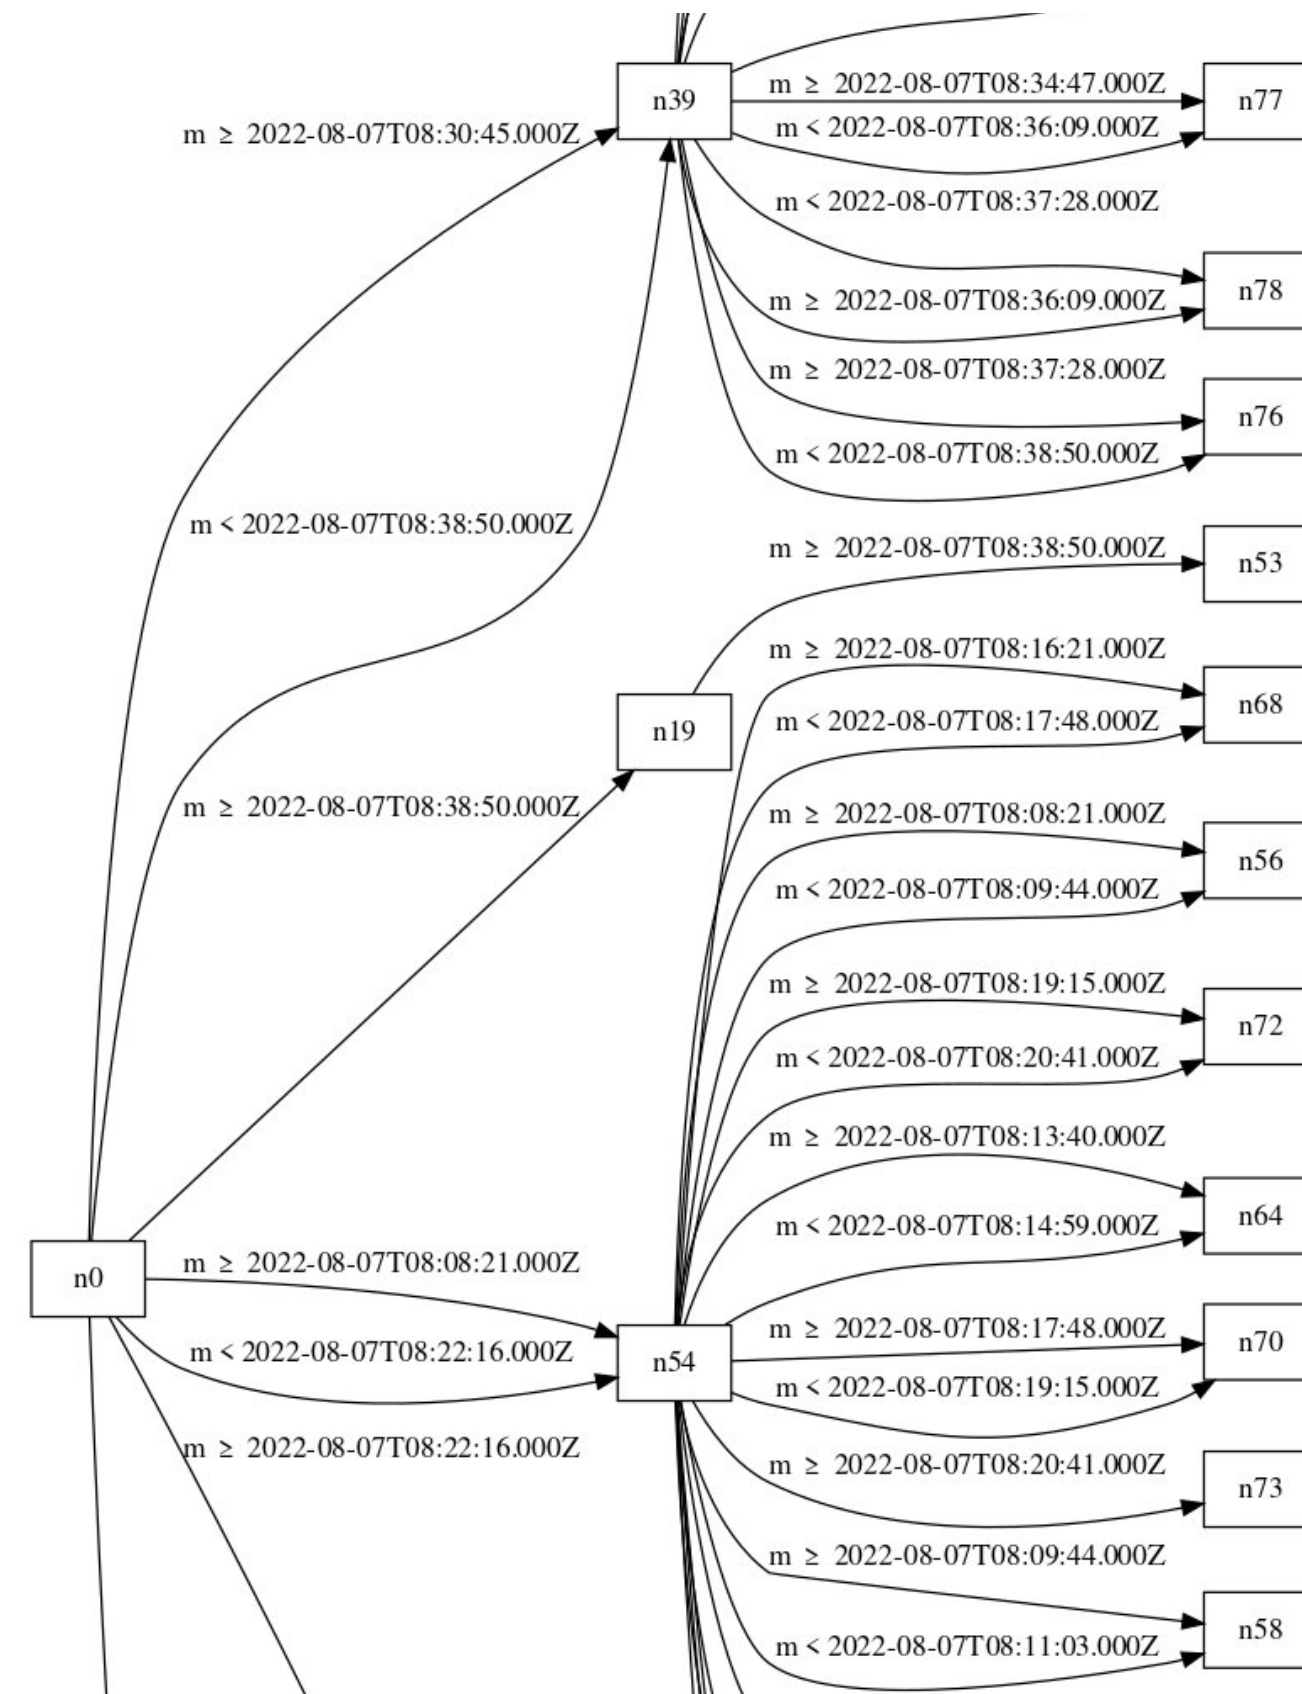 n39
m ≥ 2022-08-07T08:34:47.000Z
n77
m ≥ 2022-08-07T08:30:45.000Z
m < 2022-08-07T08:36:09.000Z
m < 2022-08-07T08:37:28.000Z
n78
m ≥ 2022-08-07T08:36:09.000Z
m ≥ 2022-08-07T08:37:28.000Z
n76
m < 2022-08-07T08:38:50.000Z
m < 2022-08-07T08:38:50.000Z
m ≥ 2022-08-07T08:38:50.000Z
n53
m ≥ 2022-08-07T08:16:21.000Z
n68
n19
m < 2022-08-07T08:17:48.000Z
m ≥ 2022-08-07T08:38:50.000Z
m ≥ 2022-08-07T08:08:21.000Z
n56
m < 2022-08-07T08:09:44.000Z
m ≥ 2022-08-07T08:19:15.000Z
n72
m < 2022-08-07T08:20:41.000Z
m ≥ 2022-08-07T08:13:40.000Z
n64
m < 2022-08-07T08:14:59.000Z
n0
m ≥ 2022-08-07T08:08:21.000Z
m ≥ 2022-08-07T08:17:48.000Z
n70
m < 2022-08-07T08:22:16.000Z
n54
m < 2022-08-07T08:19:15.000Z
m ≥ 2022-08-07T08:22:16.000Z
m ≥ 2022-08-07T08:20:41.000Z
n73
m ≥ 2022-08-07T08:09:44.000Z
n58
m < 2022-08-07T08:11:03.000Z